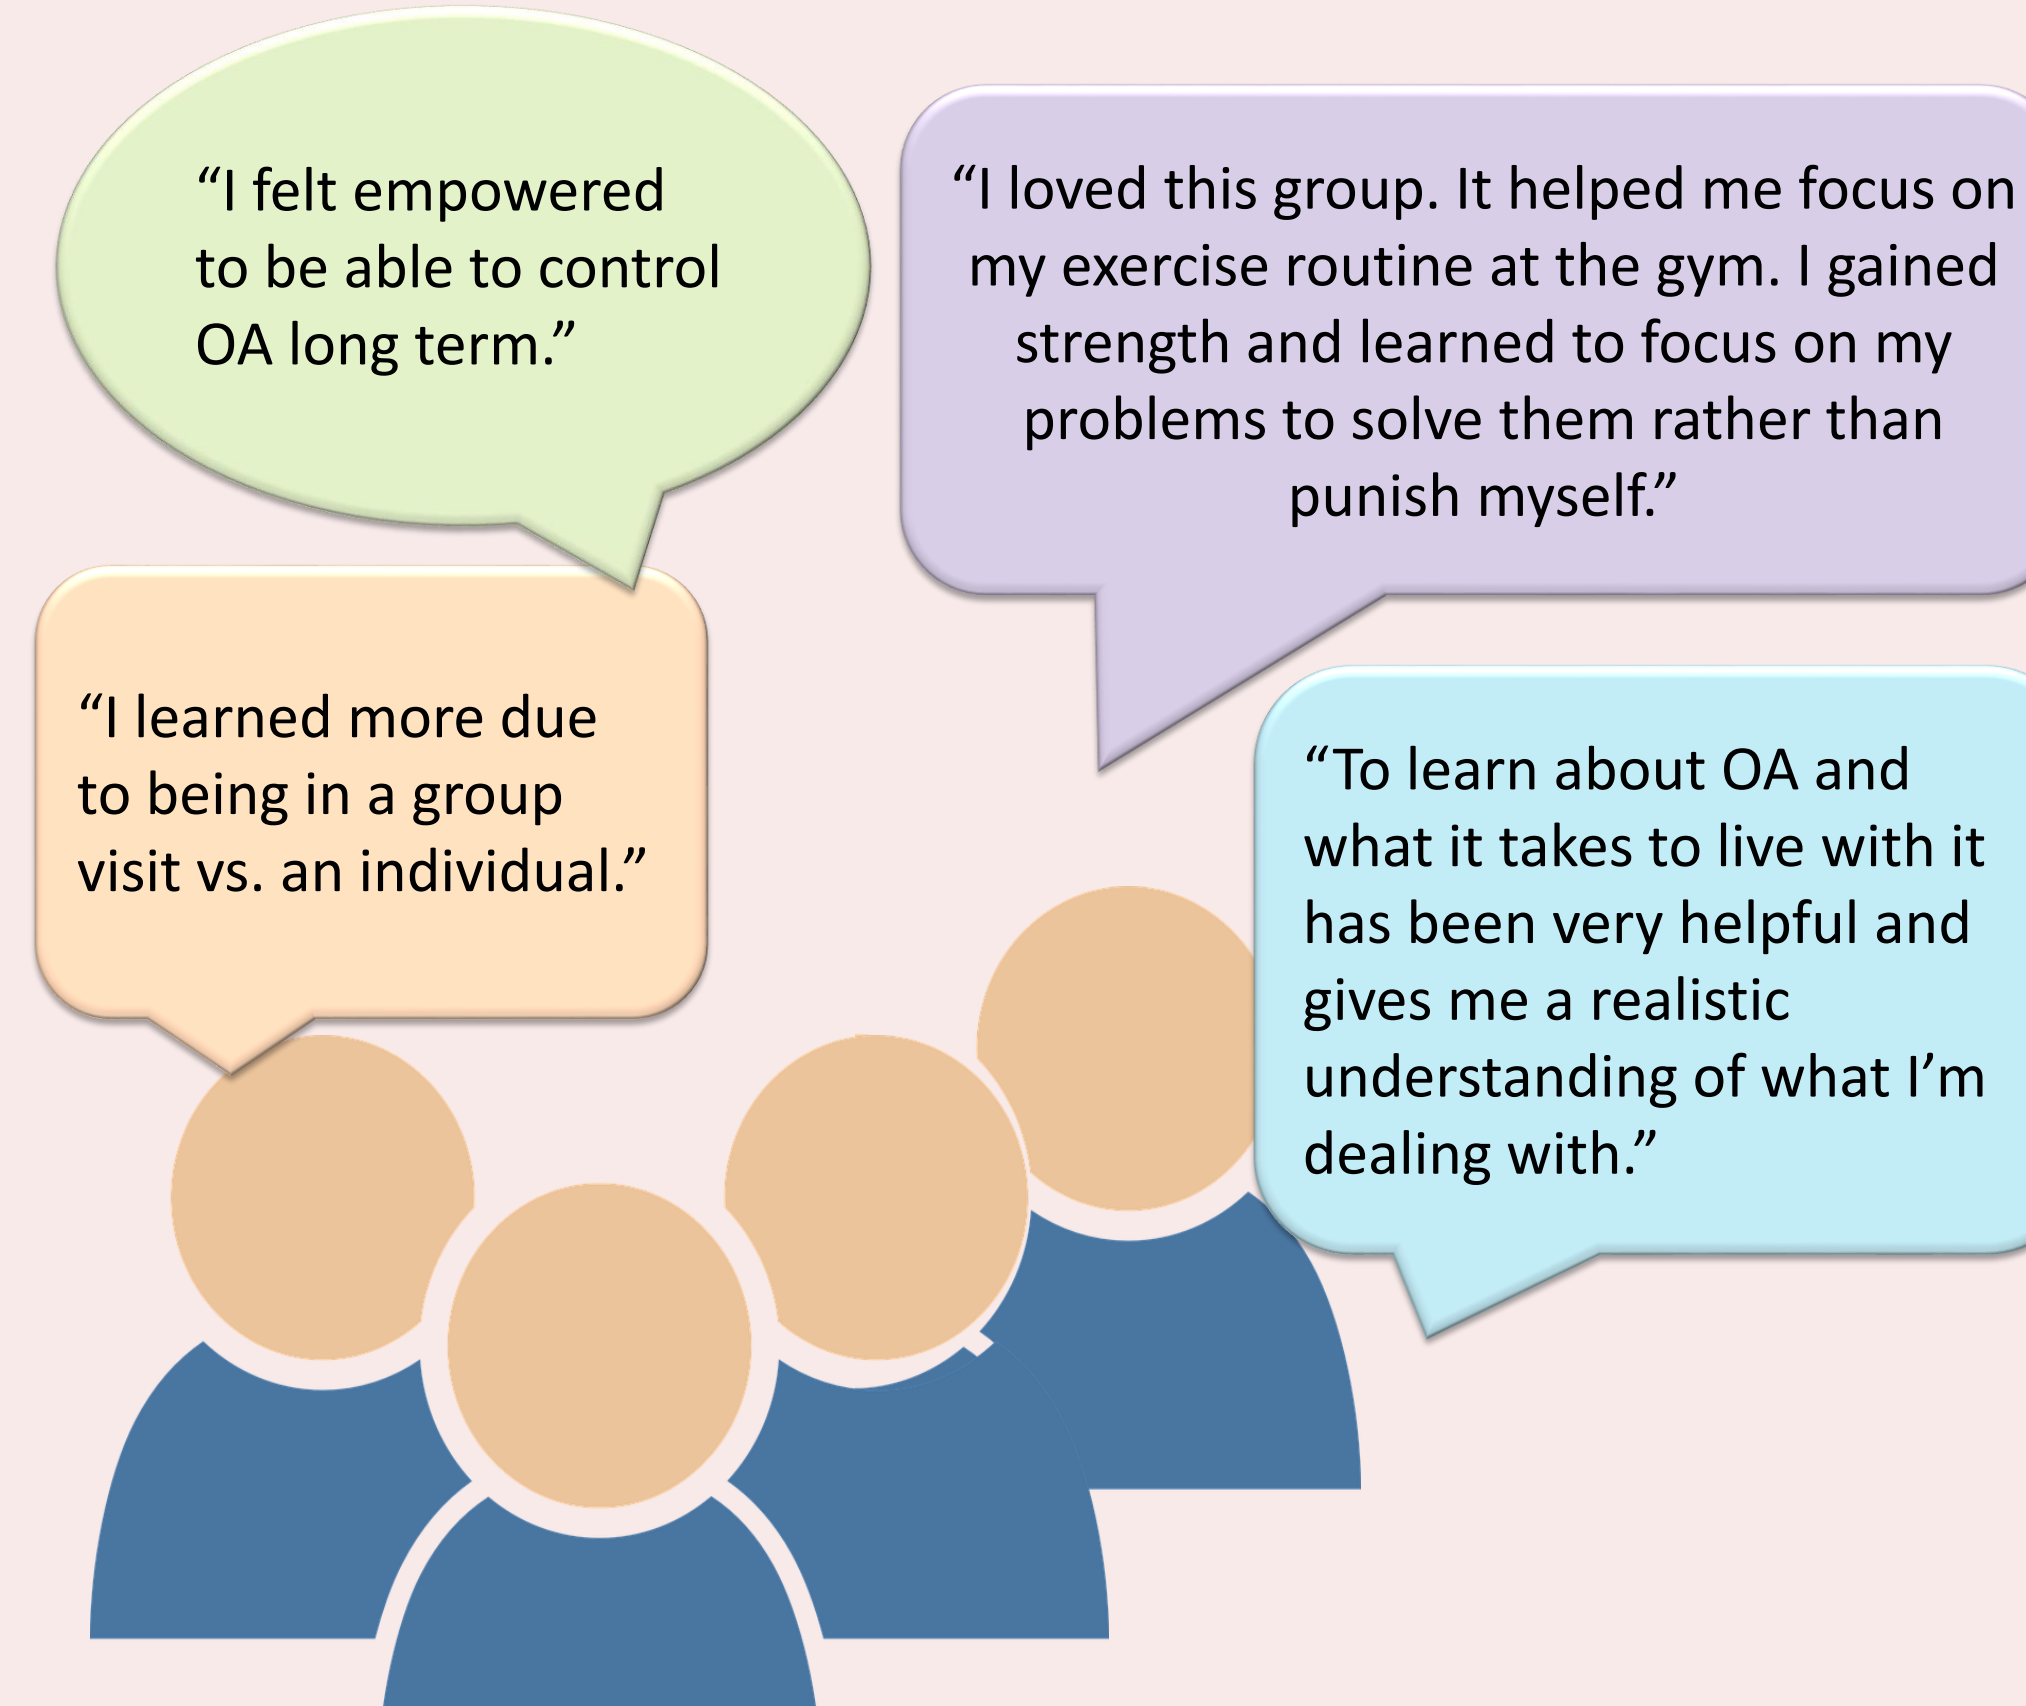 “I felt empowered
to be able to control
OA long term.”
“I loved this group. It helped me focus on
my exercise routine at the gym. I gained
strength and learned to focus on my
problems to solve them rather than
punish myself.”
“I learned more due
to being in a group
visit vs. an individual.”
“To learn about OA and
what it takes to live with it
has been very helpful and
gives me a realistic
understanding of what I’m
dealing with.”